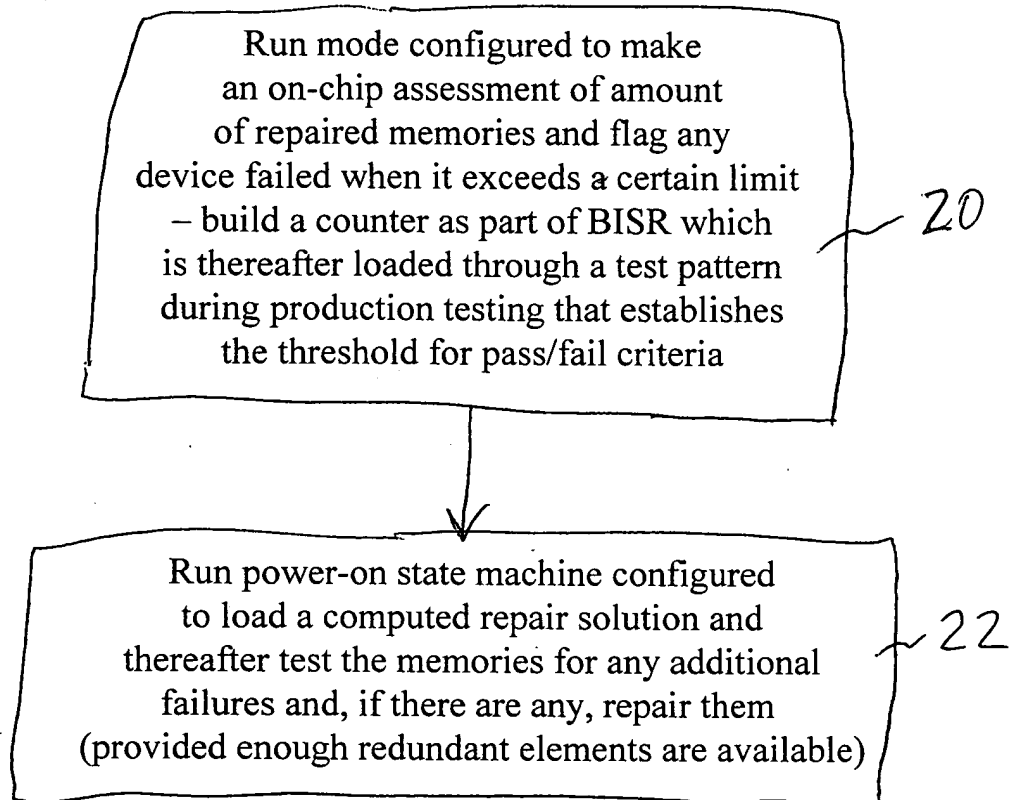 Run mode configured to make
an on-chip assessment of amount
of repaired memories and flag any
device failed when it exceeds a certain limit
– build a counter as part of BISR which
is thereafter loaded through a test pattern
during production testing that establishes
the threshold for pass/fail criteria
20
Run power-on state machine configured
to load a computed repair solution and
thereafter test the memories for any additional
failures and, if there are any, repair them
(provided enough redundant elements are available)
22